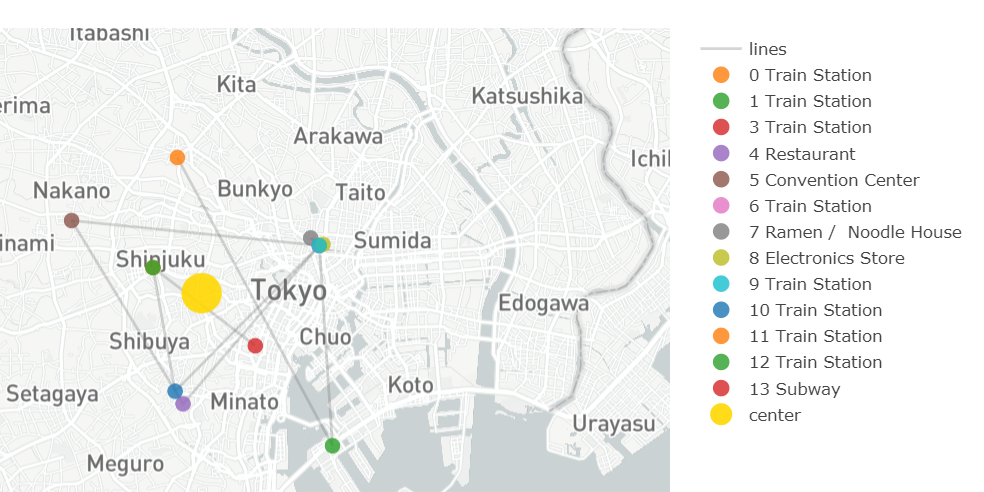 Itabashi
Kita
Katsushika
erima
Arakawa
Ichi
Nakano
Bunkyo
Taito
inami
Sumida
Shinjuku
Tokyo
Edogawa
Shibuya
Chuo
Setagaya
Koto
Minato
Urayasu
Meguro
lines
0 Train Station
1 Train Station
3 Train Station
4 Restaurant
5 Convention Center
6 Train Station
7 Ramen /  Noodle House
8 Electronics Store
9 Train Station
10 Train Station
11 Train Station
12 Train Station
13 Subway
center